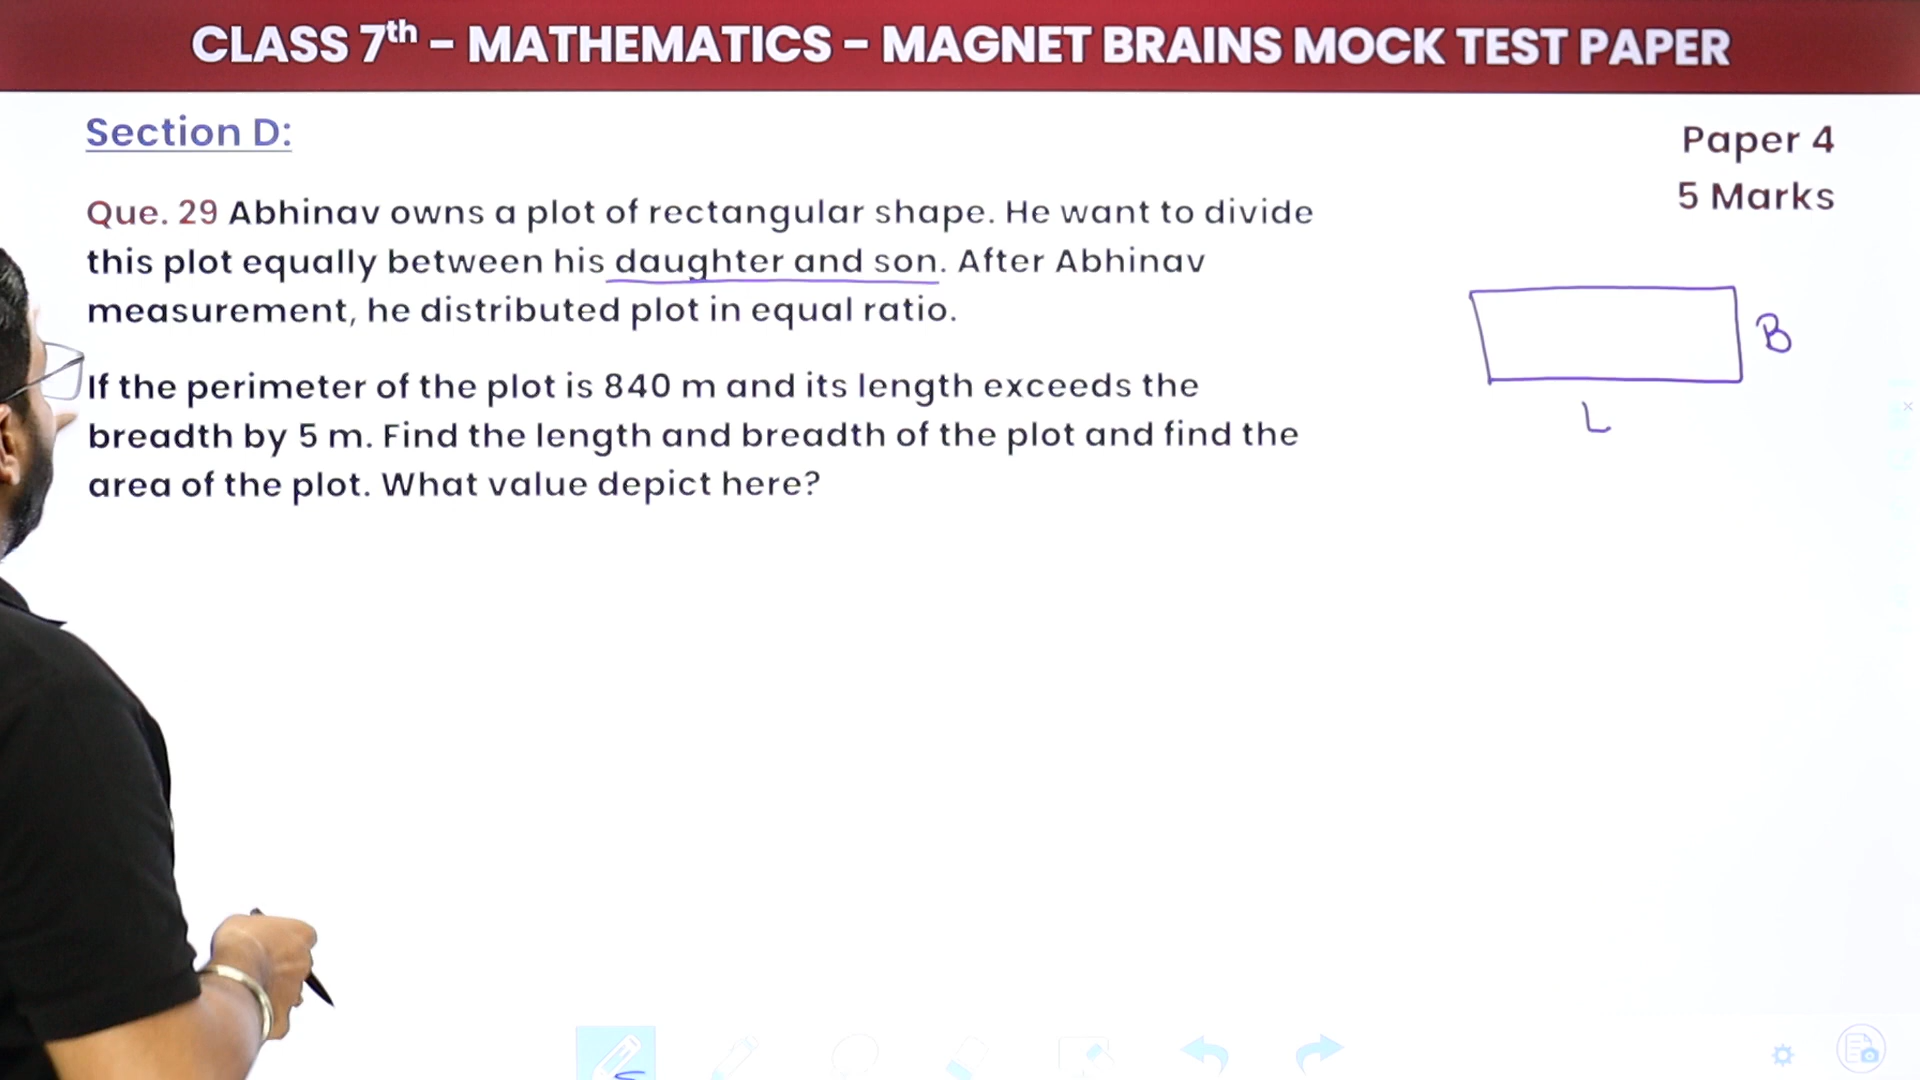 CLASS 7th – MATHEMATICS – MAGNET BRAINS MOCK TEST PAPER
Section D:
Paper 4
5 Marks
Que. 29 Abhinav owns a plot of rectangular shape. He want to divide
this plot equally between his daughter and son. After Abhinav
measurement, he distributed plot in equal ratio.
B
If the perimeter of the plot is 840 m and its length exceeds the
L
breadth by 5 m. Find the length and breadth of the plot and find the
area of the plot. What value depict here?